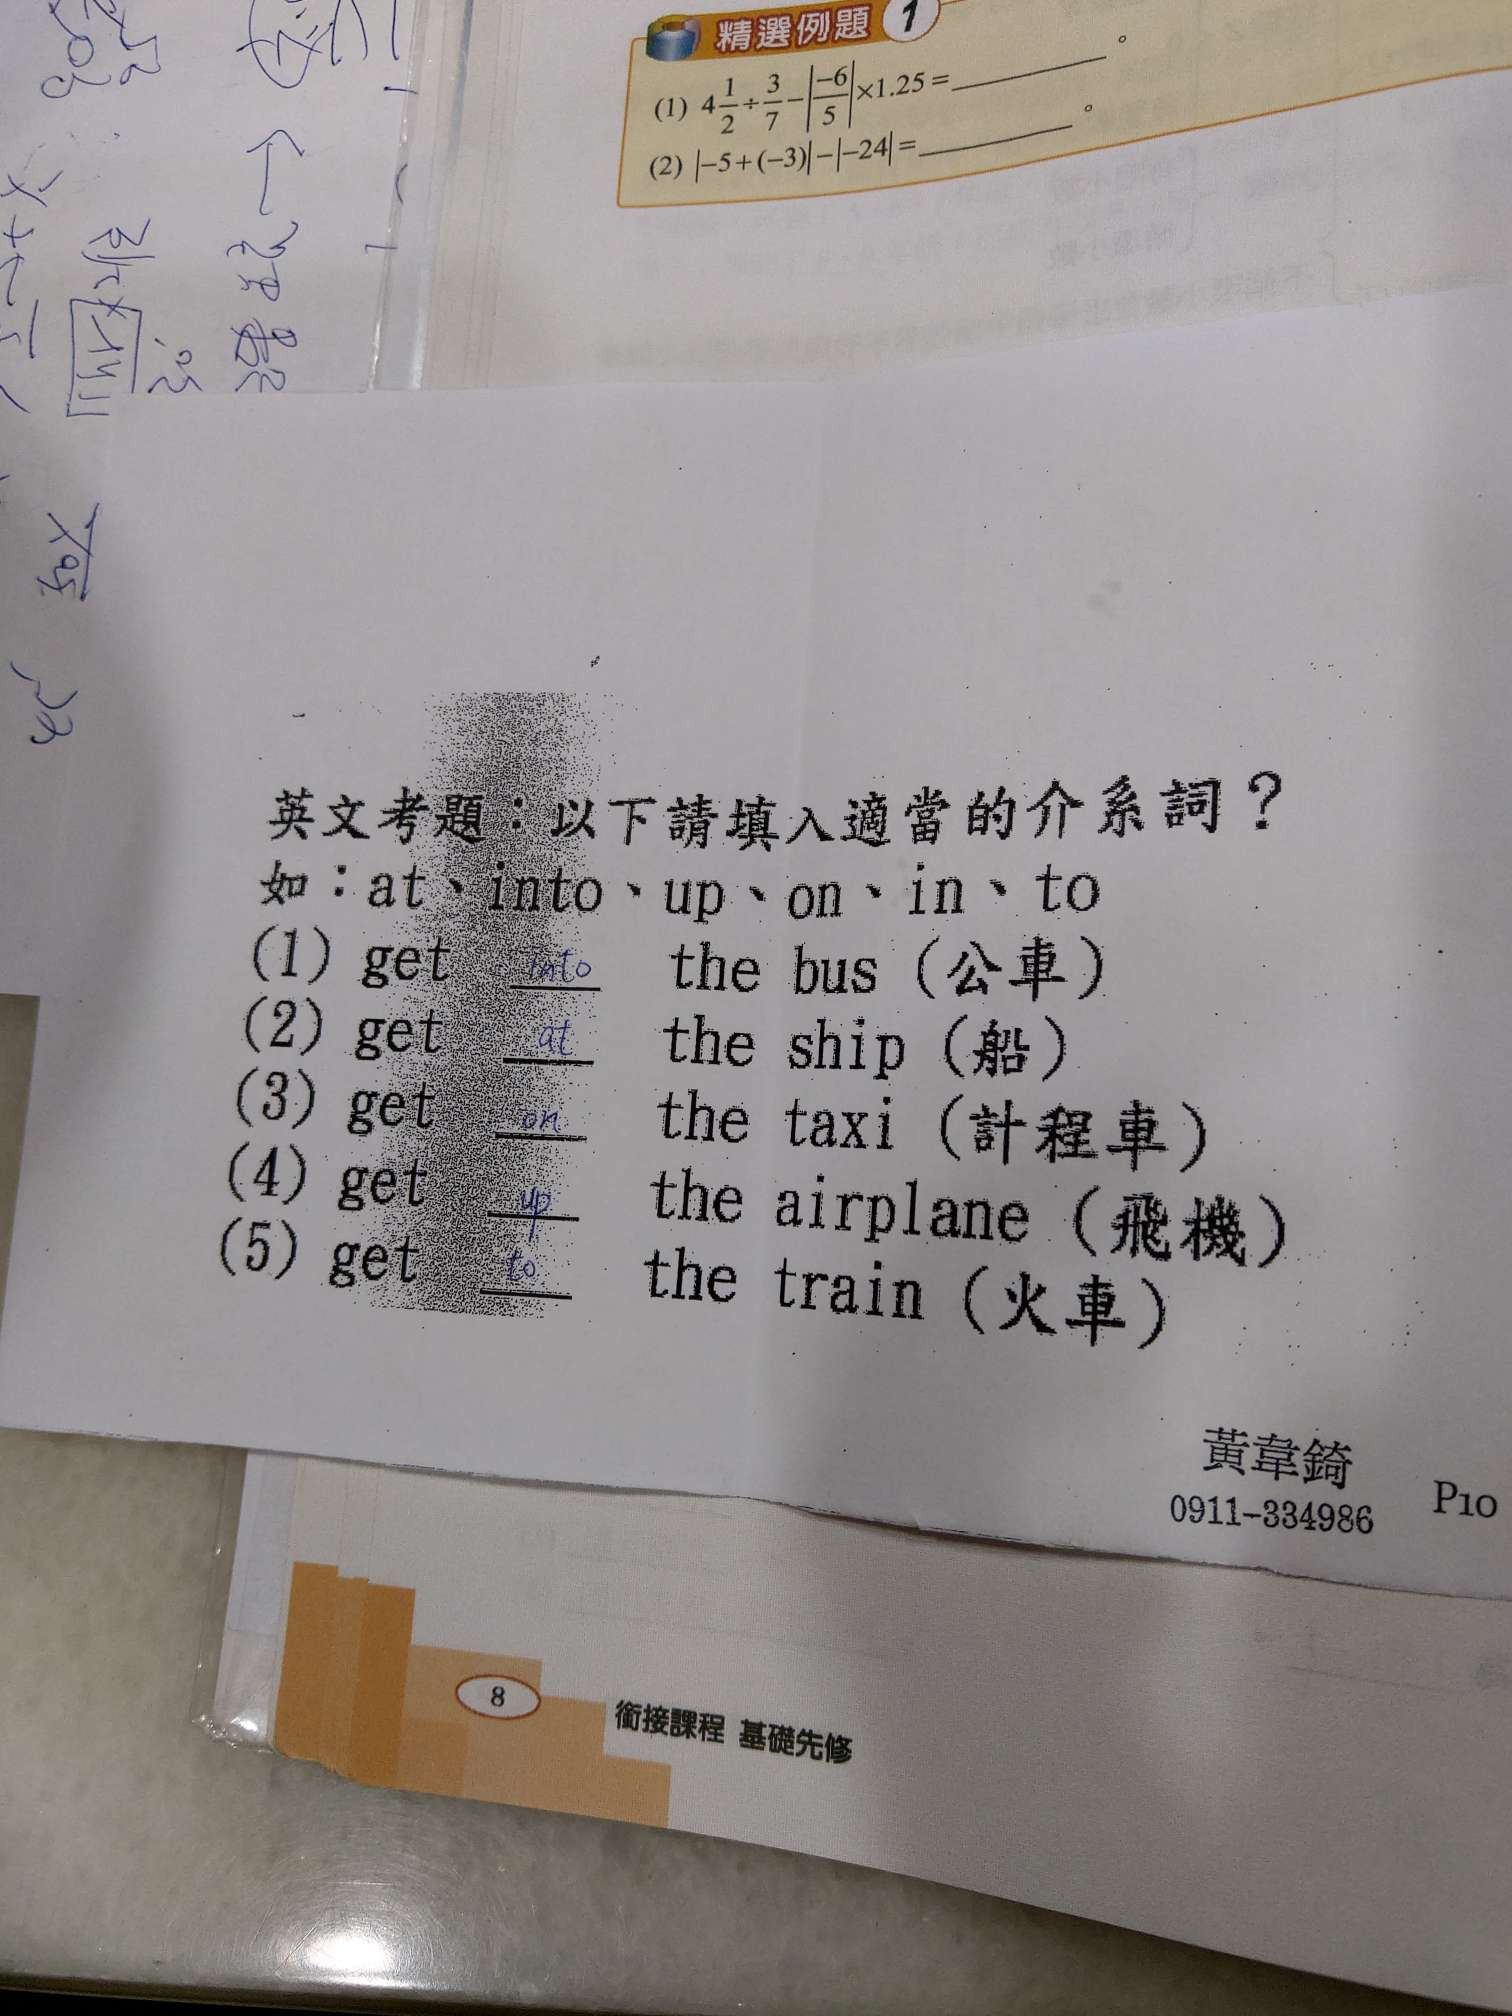 精選例題 1
(1) 4 1/2 ÷ 3/7 − |−6/5| ×1.25 = ______。
(2) |−5+(−3)|−|−24| = ______。
英文考題：以下請填入適當的介系詞？
如：at、into、up、on、in、to
(1) get into the bus (公車)
(2) get at the ship (船)
(3) get on the taxi (計程車)
(4) get up the airplane (飛機)
(5) get to the train (火車)
黃韋錡
0911-334986
P10
8
銜接課程 基礎先修